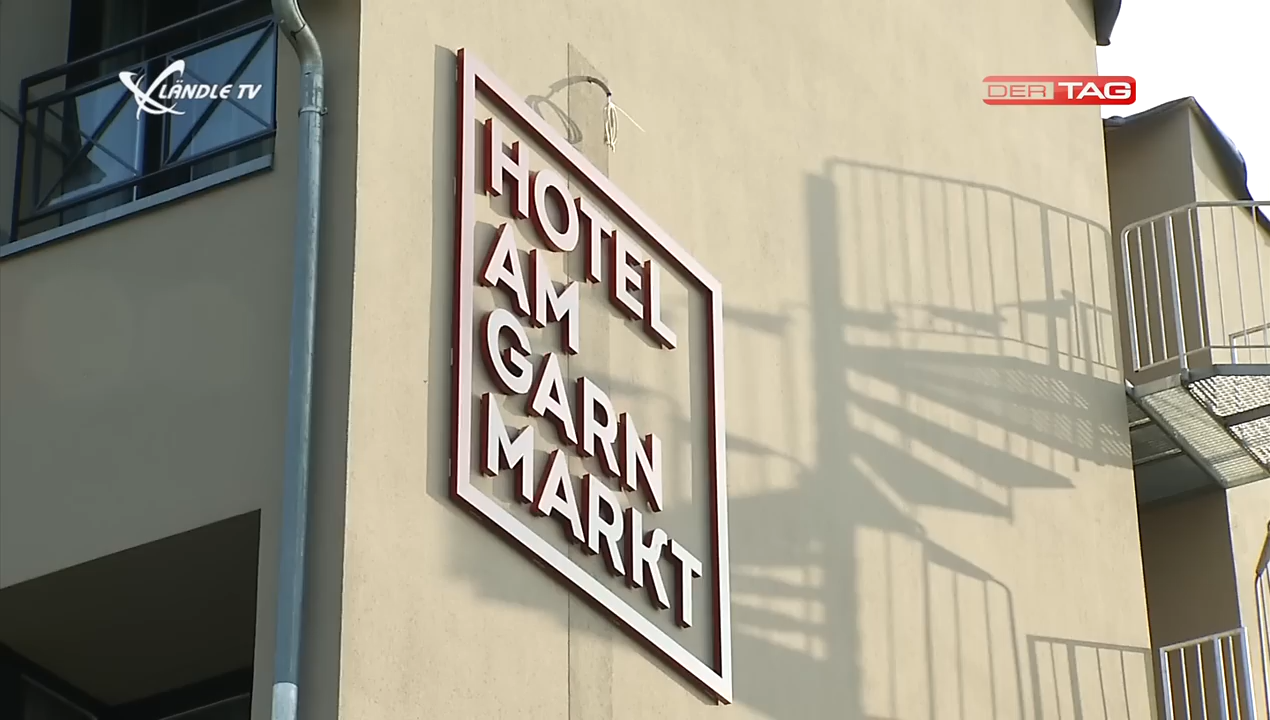 LÄNDLE TV
DER TAG
HOTEL
AM
GARN
MARKT